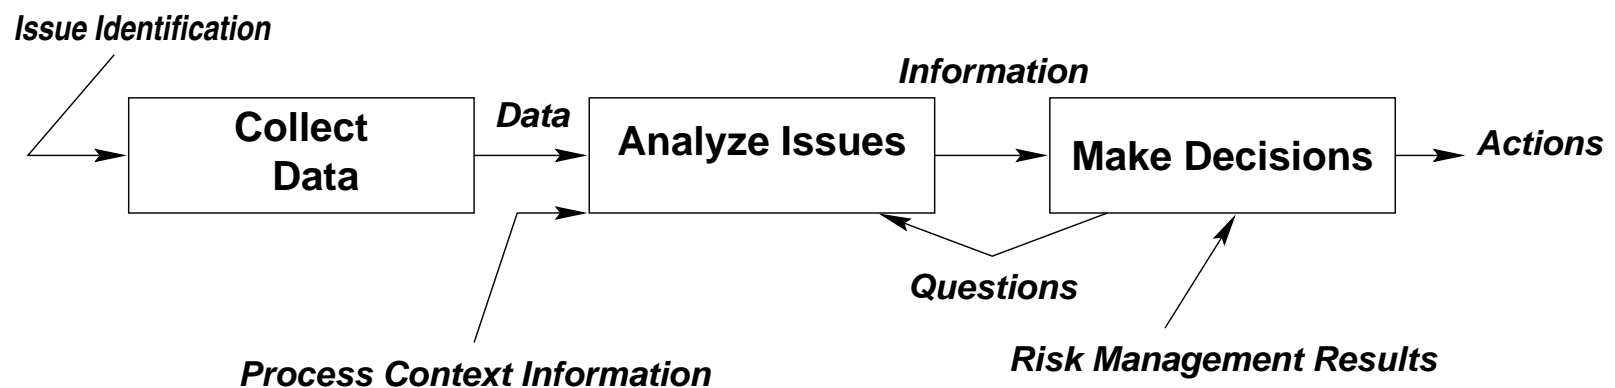 Issue Identification
Information
Collect
Data
Data
Analyze Issues
Make Decisions
Actions
Questions
Process Context Information
Risk Management Results